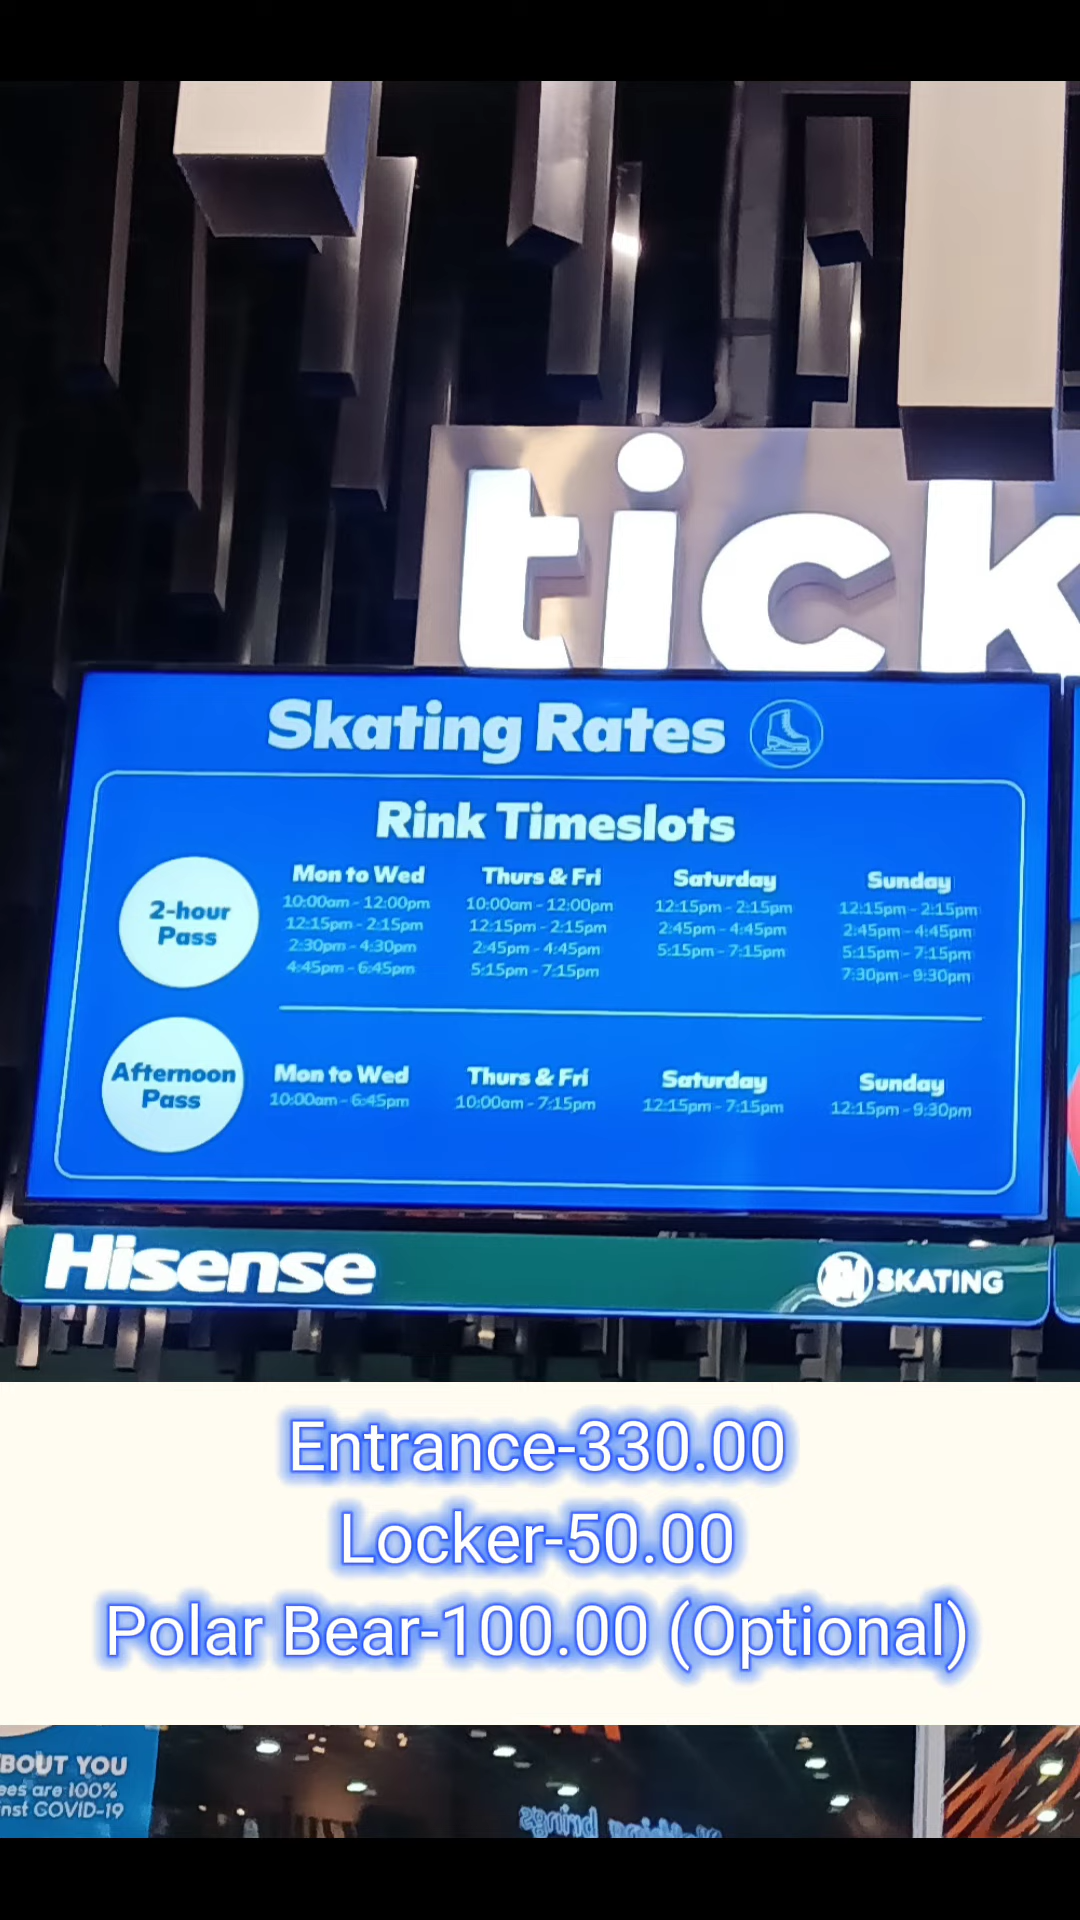 tick
Skating Rates
Rink Timeslots
2-hour
Pass
Mon to Wed
10:00am - 12:00pm
12:15pm - 2:15pm
2:30pm - 4:30pm
4:45pm - 6:45pm
Thurs & Fri
10:00am - 12:00pm
12:15pm - 2:15pm
2:45pm - 4:45pm
5:15pm - 7:15pm
Saturday
12:15pm - 2:15pm
2:45pm - 4:45pm
5:15pm - 7:15pm
Sunday
12:15pm - 2:15pm
2:45pm - 4:45pm
5:15pm - 7:15pm
7:30pm - 9:30pm
Afternoon
Pass
Mon to Wed
10:00am - 6:45pm
Thurs & Fri
10:00am - 7:15pm
Saturday
12:15pm - 7:15pm
Sunday
12:15pm - 9:30pm
Hisense
SM SKATING
Entrance-330.00
Locker-50.00
Polar Bear-100.00 (Optional)
BOUT YOU
ees are 100%
nst COVID-19
brings